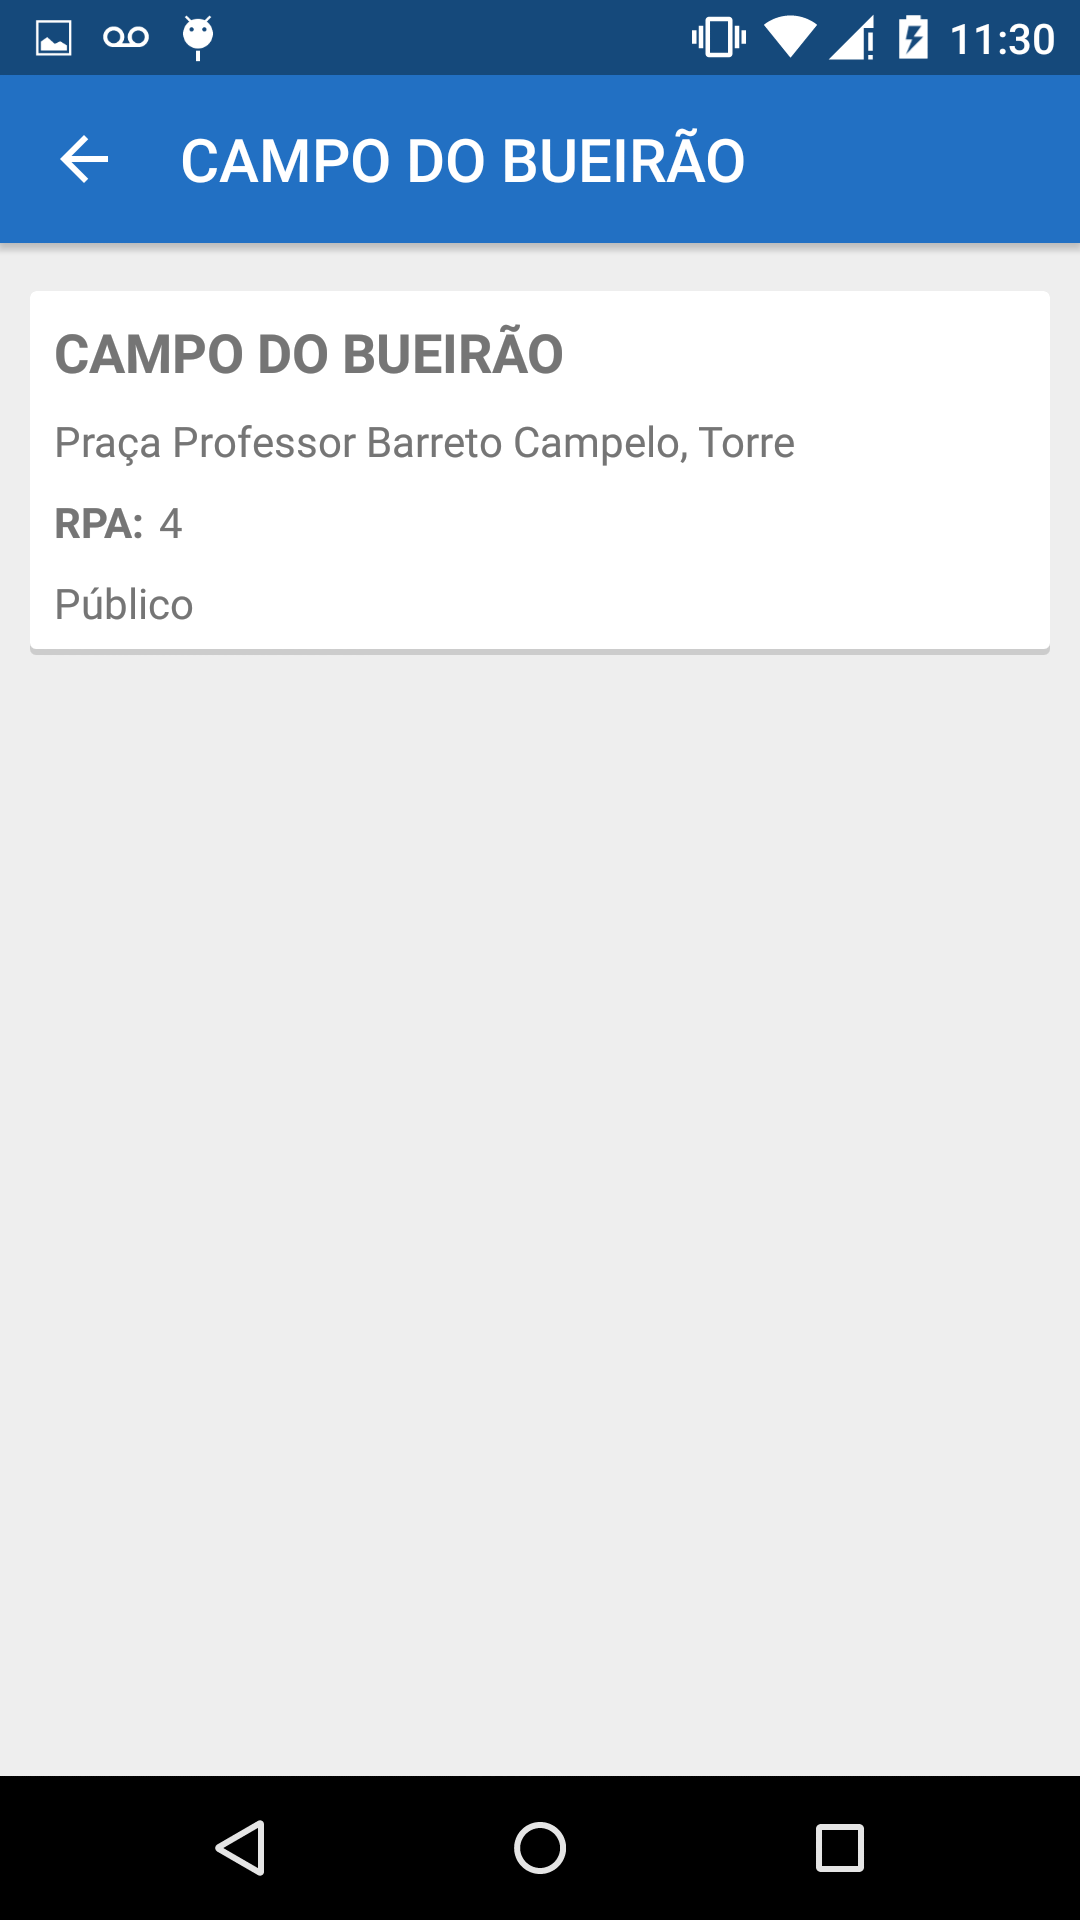 11:30
CAMPO DO BUEIRÃO
CAMPO DO BUEIRÃO
Praça Professor Barreto Campelo, Torre
RPA: 4
Público